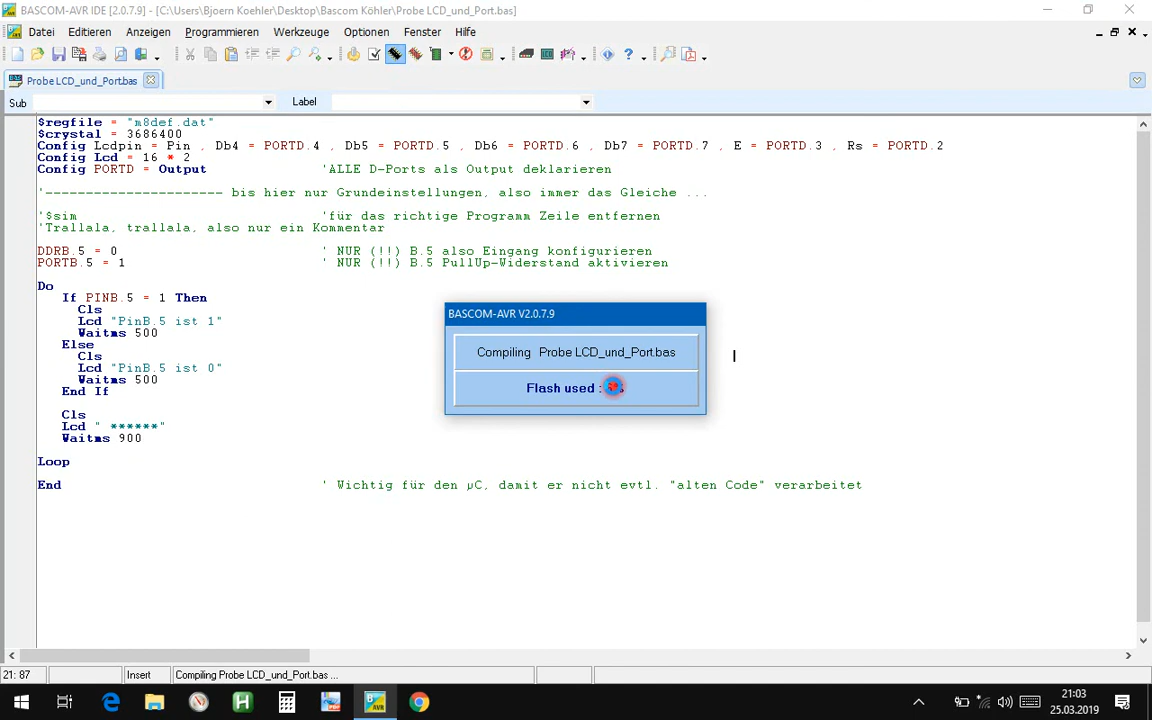 BASCOM-AVR IDE [2.0.7.9] - [C:\Users\Bjoern Koehler\Desktop\Bascom Köhler\Probe LCD_und_Port.bas]
Datei Editieren Anzeigen Programmieren Werkzeuge Optionen Fenster Hilfe
Probe LCD_und_Port.bas
Sub Label
$regfile = "m8def.dat"
$crystal = 3686400
Config Lcdpin = Pin , Db4 = PORTD.4 , Db5 = PORTD.5 , Db6 = PORTD.6 , Db7 = PORTD.7 , E = PORTD.3 , Rs = PORTD.2
Config Lcd = 16 * 2
Config PORTD = Output 'ALLE D-Ports als Output deklarieren
'---------------------- bis hier nur Grundeinstellungen, also immer das Gleiche ...
'$sim 'für das richtige Programm Zeile entfernen
'Trallala, trallala, also nur ein Kommentar
DDRB.5 = 0 ' NUR (!!) B.5 also Eingang konfigurieren
PORTB.5 = 1 ' NUR (!!) B.5 PullUp-Widerstand aktivieren
Do
If PINB.5 = 1 Then
Cls
Lcd "PinB.5 ist 1"
Waitms 500
Else
Cls
Lcd "PinB.5 ist 0"
Waitms 500
End If
Cls
Lcd " ******"
Waitms 900
Loop
End ' Wichtig für den µC, damit er nicht evtl. "alten Code" verarbeitet
BASCOM-AVR V2.0.7.9
Compiling Probe LCD_und_Port.bas
Flash used :
21: 87 Insert Compiling Probe LCD_und_Port.bas ...
21:03
25.03.2019